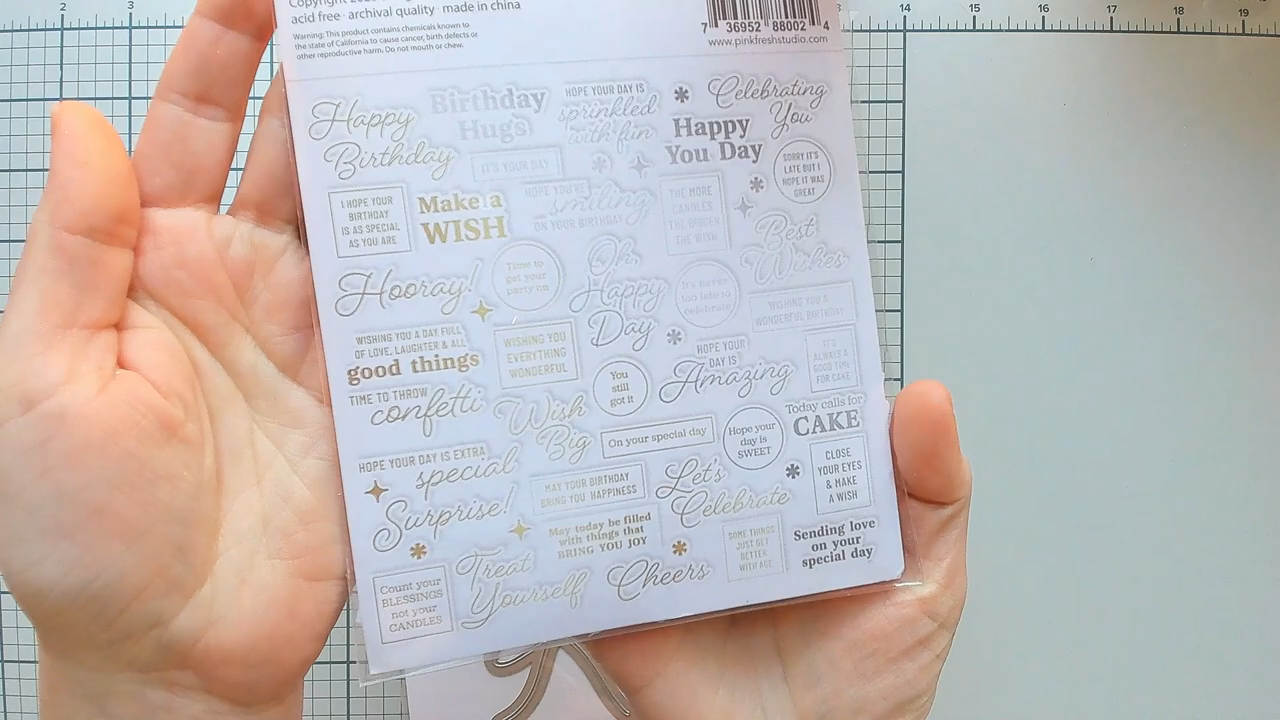 2
3
14
15
16
17
18
19
acid free · archival quality · made in china
Warning: This product contains chemicals known to
the state of California to cause cancer, birth defects or
other reproductive harm. Do not mouth or chew.
7 36952 88002 4
www.pinkfreshstudio.com
Happy
Birthday
Birthday
Hugs
HOPE YOUR DAY IS
sprinkled
with fun
Celebrating
You
IT'S YOUR DAY
Happy
You Day
SORRY IT'S
LATE BUT I
HOPE IT WAS
GREAT
I HOPE YOUR
BIRTHDAY
IS AS SPECIAL
AS YOU ARE
Make a
WISH
HOPE YOU'RE
smiling
ON YOUR BIRTHDAY
THE MORE
CANDLES
THE BIGGER
THE WISH
Best
Wishes
Hooray!
Time to
get your
party on
Oh,
Happy
Day
It's never
too late to
celebrate
WISHING YOU A
WONDERFUL BIRTHDAY
WISHING YOU A DAY FULL
OF LOVE, LAUGHTER & ALL
good things
WISHING YOU
EVERYTHING
WONDERFUL
You
still
got it
HOPE YOUR
DAY IS
Amazing
IT'S
ALWAYS A
GOOD TIME
FOR CAKE
TIME TO THROW
confetti
Wish
Big
On your special day
Hope your
day is
SWEET
Today calls for
CAKE
HOPE YOUR DAY IS EXTRA
special
MAY YOUR BIRTHDAY
BRING YOU HAPPINESS
Let's
Celebrate
CLOSE
YOUR EYES
& MAKE
A WISH
Surprise!
May today be filled
with things that
BRING YOU JOY
SOME THINGS
JUST GET
BETTER
WITH AGE
Sending love
on your
special day
Count your
BLESSINGS
not your
CANDLES
Treat
Yourself
Cheers